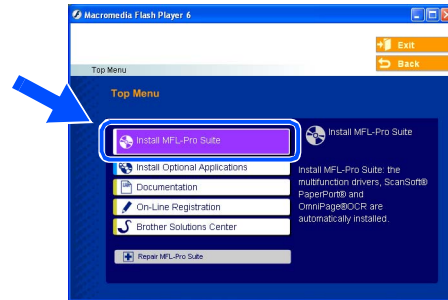 Macromedia Flash Player 6
Exit
Back
Top Menu
Top Menu
Install MFL-Pro Suite
Install Optional Applications
Documentation
On-Line Registration
Brother Solutions Center
Repair MFL-Pro Suite
Install MFL-Pro Suite
Install MFL-Pro Suite: the
multifunction drivers, ScanSoft®
PaperPort® and
OmniPage®OCR are
automatically installed.